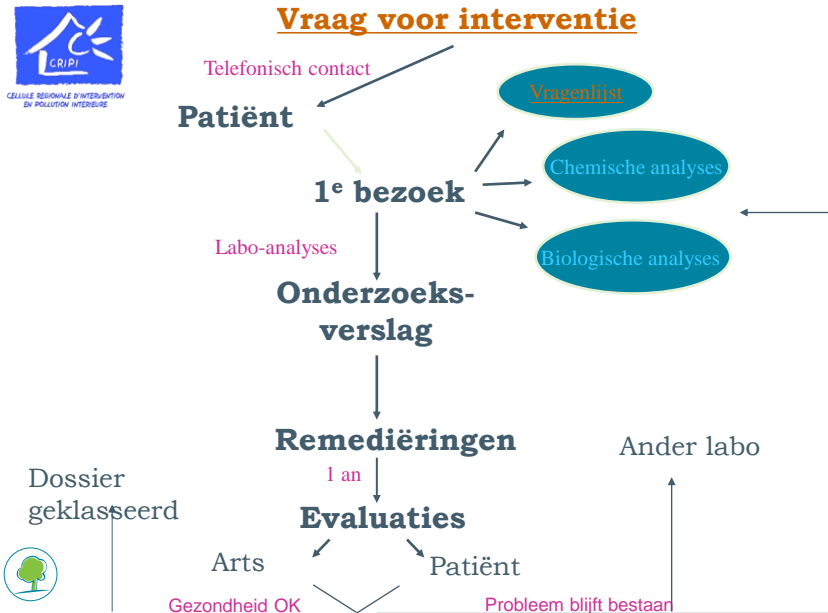 Vraag voor interventie
CRIPI
CELLULE RÉGIONALE D'INTERVENTION
EN POLLUTION INTÉRIEURE
Telefonisch contact
Patiënt
Vragenlijst
Chemische analyses
1e bezoek
Labo-analyses
Biologische analyses
Onderzoeks-
verslag
Remediëringen
Ander labo
1 an
Dossier
geklasseerd
Evaluaties
Arts
Patiënt
Gezondheid OK
Probleem blijft bestaan